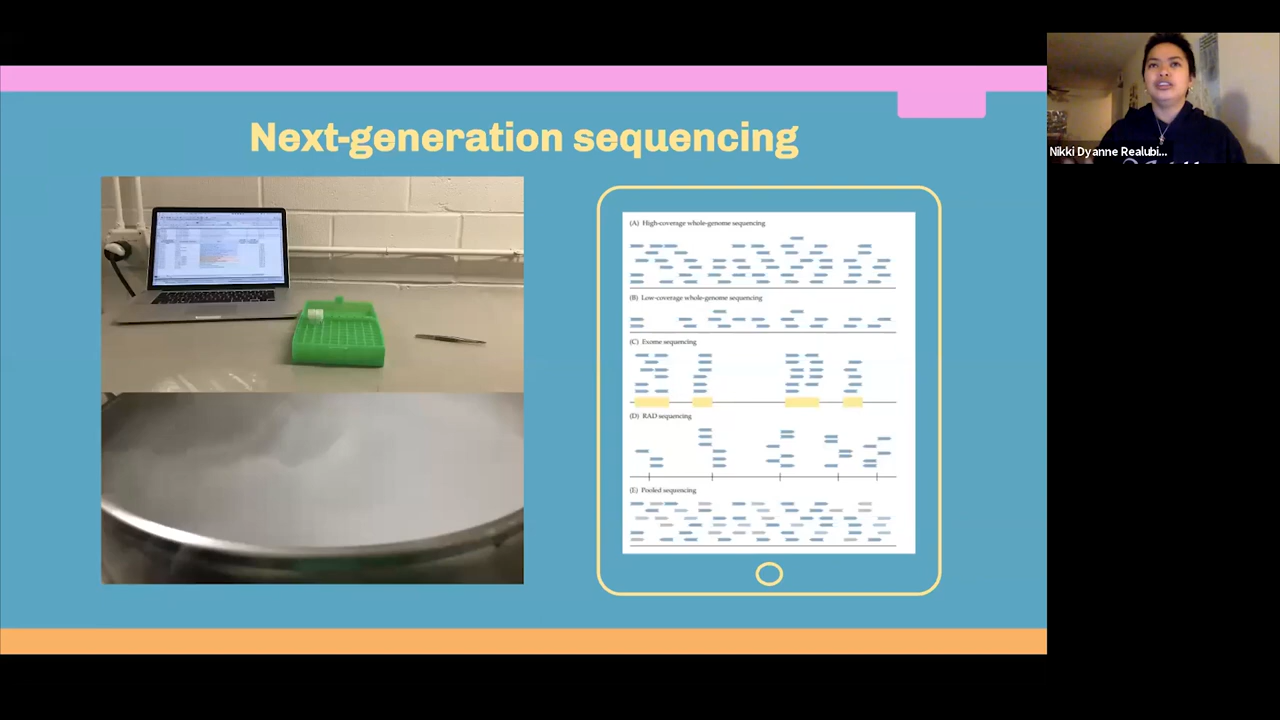 Next-generation sequencing
(A) High-coverage whole-genome sequencing
(B) Low-coverage whole-genome sequencing
(C) Exome sequencing
(D) RAD sequencing
(E) Pooled sequencing
Nikki Dyanne Realubi...